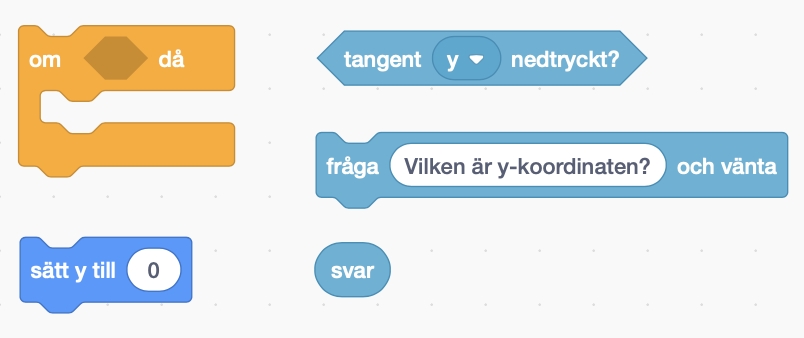 om då
tangent y nedtryckt?
fråga Vilken är y-koordinaten? och vänta
sätt y till 0
svar